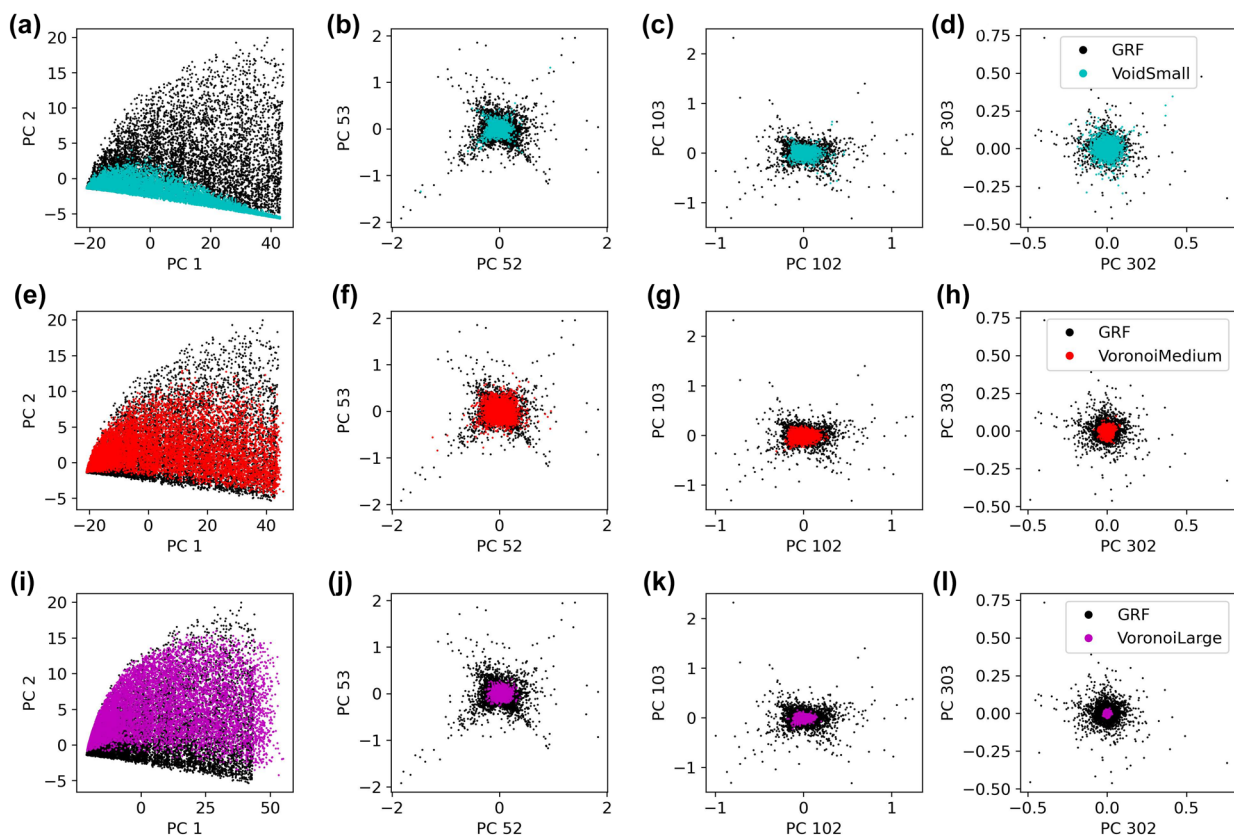 (a)
20
15
10
5
0
−5
PC 2
−20
0
20
40
PC 1
(b)
2
1
0
−1
−2
PC 53
−2
0
2
PC 52
(c)
2
1
0
−1
PC 103
−1
0
1
PC 102
(d)
0.75
0.50
0.25
0.00
−0.25
−0.50
PC 303
GRF
VoidSmall
−0.5
0.0
0.5
PC 302
(e)
20
15
10
5
0
−5
PC 2
−20
0
20
40
PC 1
(f)
2
1
0
−1
−2
PC 53
−2
0
2
PC 52
(g)
2
1
0
−1
PC 103
−1
0
1
PC 102
(h)
0.75
0.50
0.25
0.00
−0.25
−0.50
PC 303
GRF
VoronoiMedium
−0.5
0.0
0.5
PC 302
(i)
20
15
10
5
0
−5
PC 2
0
25
50
PC 1
(j)
2
1
0
−1
−2
PC 53
−2
0
2
PC 52
(k)
2
1
0
−1
PC 103
−1
0
1
PC 102
(l)
0.75
0.50
0.25
0.00
−0.25
−0.50
PC 303
GRF
VoronoiLarge
−0.5
0.0
0.5
PC 302